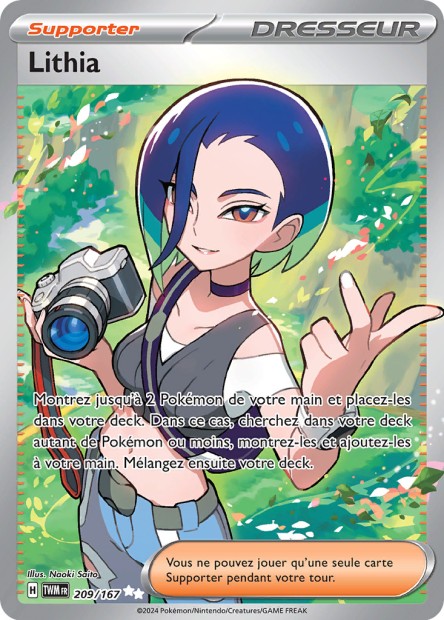 Supporter DRESSEUR
Lithia
Montrez jusqu'à 2 Pokémon de votre main et placez-les
dans votre deck. Dans ce cas, cherchez dans votre deck
autant de Pokémon ou moins, montrez-les et ajoutez-les
à votre main. Mélangez ensuite votre deck.
Vous ne pouvez jouer qu'une seule carte
Supporter pendant votre tour.
Illus. Naoki Saito
H TWM FR 209/167
©2024 Pokémon/Nintendo/Creatures/GAME FREAK